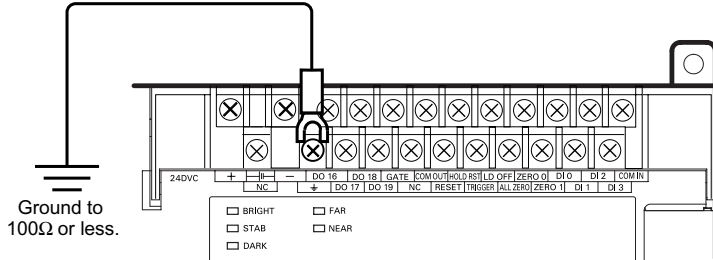 24DVC + − DO 16 DO 18 GATE COM OUT HOLD RST LD OFF ZERO 0 DI 0 DI 2 COM IN
NC DO 17 DO 19 NC RESET TRIGGER ALL ZERO ZERO 1 DI 1 DI 3
Ground to
100Ω or less.
BRIGHT FAR
STAB NEAR
DARK